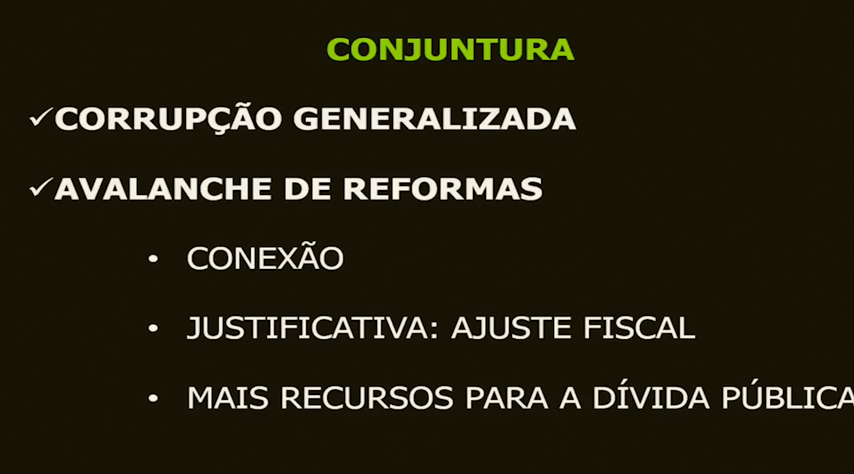 CONJUNTURA
✓CORRUPÇÃO GENERALIZADA
✓AVALANCHE DE REFORMAS
• CONEXÃO
• JUSTIFICATIVA: AJUSTE FISCAL
• MAIS RECURSOS PARA A DÍVIDA PÚBLICA